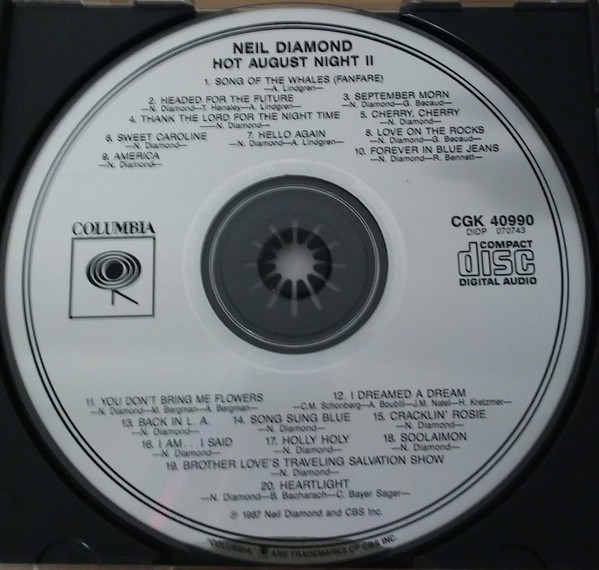 NEIL DIAMOND
HOT AUGUST NIGHT II
1. SONG OF THE WHALES (FANFARE)
—A. Lindgren—
2. HEADED FOR THE FUTURE
—N. Diamond—T. Hensley—A. Lindgren—
3. SEPTEMBER MORN
—N. Diamond—G. Becaud—
4. THANK THE LORD FOR THE NIGHT TIME
—N. Diamond—
5. CHERRY, CHERRY
—N. Diamond—
6. SWEET CAROLINE
—N. Diamond—
7. HELLO AGAIN
—N. Diamond—A. Lindgren—
8. LOVE ON THE ROCKS
—N. Diamond—G. Becaud—
9. AMERICA
—N. Diamond—
10. FOREVER IN BLUE JEANS
—N. Diamond—R. Bennett—
COLUMBIA
CGK 40990
DIDP 070743
COMPACT
disc
DIGITAL AUDIO
11. YOU DON'T BRING ME FLOWERS
—N. Diamond—M. Bergman—A. Bergman—
12. I DREAMED A DREAM
—C.M. Schonberg—A. Boublil—J.M. Natel—H. Kretzmer—
13. BACK IN L. A.
—N. Diamond—
14. SONG SUNG BLUE
—N. Diamond—
15. CRACKLIN' ROSIE
—N. Diamond—
16. I AM. . . I SAID
—N. Diamond—
17. HOLLY HOLY
—N. Diamond—
18. SOOLAIMON
—N. Diamond—
19. BROTHER LOVE'S TRAVELING SALVATION SHOW
—N. Diamond—
20. HEARTLIGHT
—N. Diamond—B. Bacharach—C. Bayer Sager—
℗ 1987 Neil Diamond and CBS Inc.
"COLUMBIA," ARE TRADEMARKS OF CBS INC.